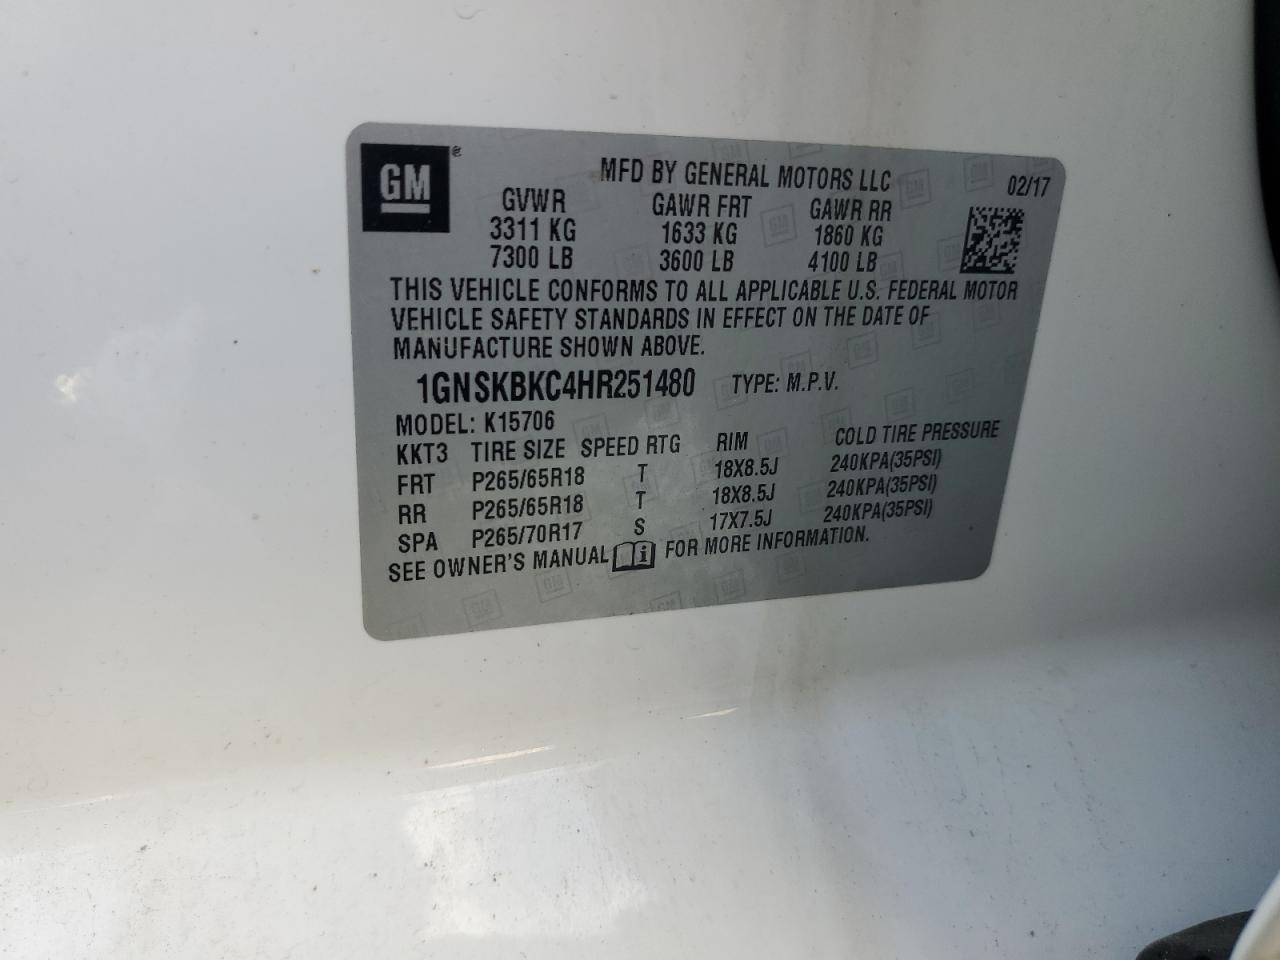 GM ®
MFD BY GENERAL MOTORS LLC 02/17
GVWR GAWR FRT GAWR RR
3311 KG 1633 KG 1860 KG
7300 LB 3600 LB 4100 LB
THIS VEHICLE CONFORMS TO ALL APPLICABLE U.S. FEDERAL MOTOR
VEHICLE SAFETY STANDARDS IN EFFECT ON THE DATE OF
MANUFACTURE SHOWN ABOVE.
1GNSKBKC4HR251480 TYPE: M.P.V.
MODEL: K15706
KKT3 TIRE SIZE SPEED RTG RIM COLD TIRE PRESSURE
FRT P265/65R18 T 18X8.5J 240KPA(35PSI)
RR P265/65R18 T 18X8.5J 240KPA(35PSI)
SPA P265/70R17 S 17X7.5J 240KPA(35PSI)
SEE OWNER'S MANUAL i FOR MORE INFORMATION.